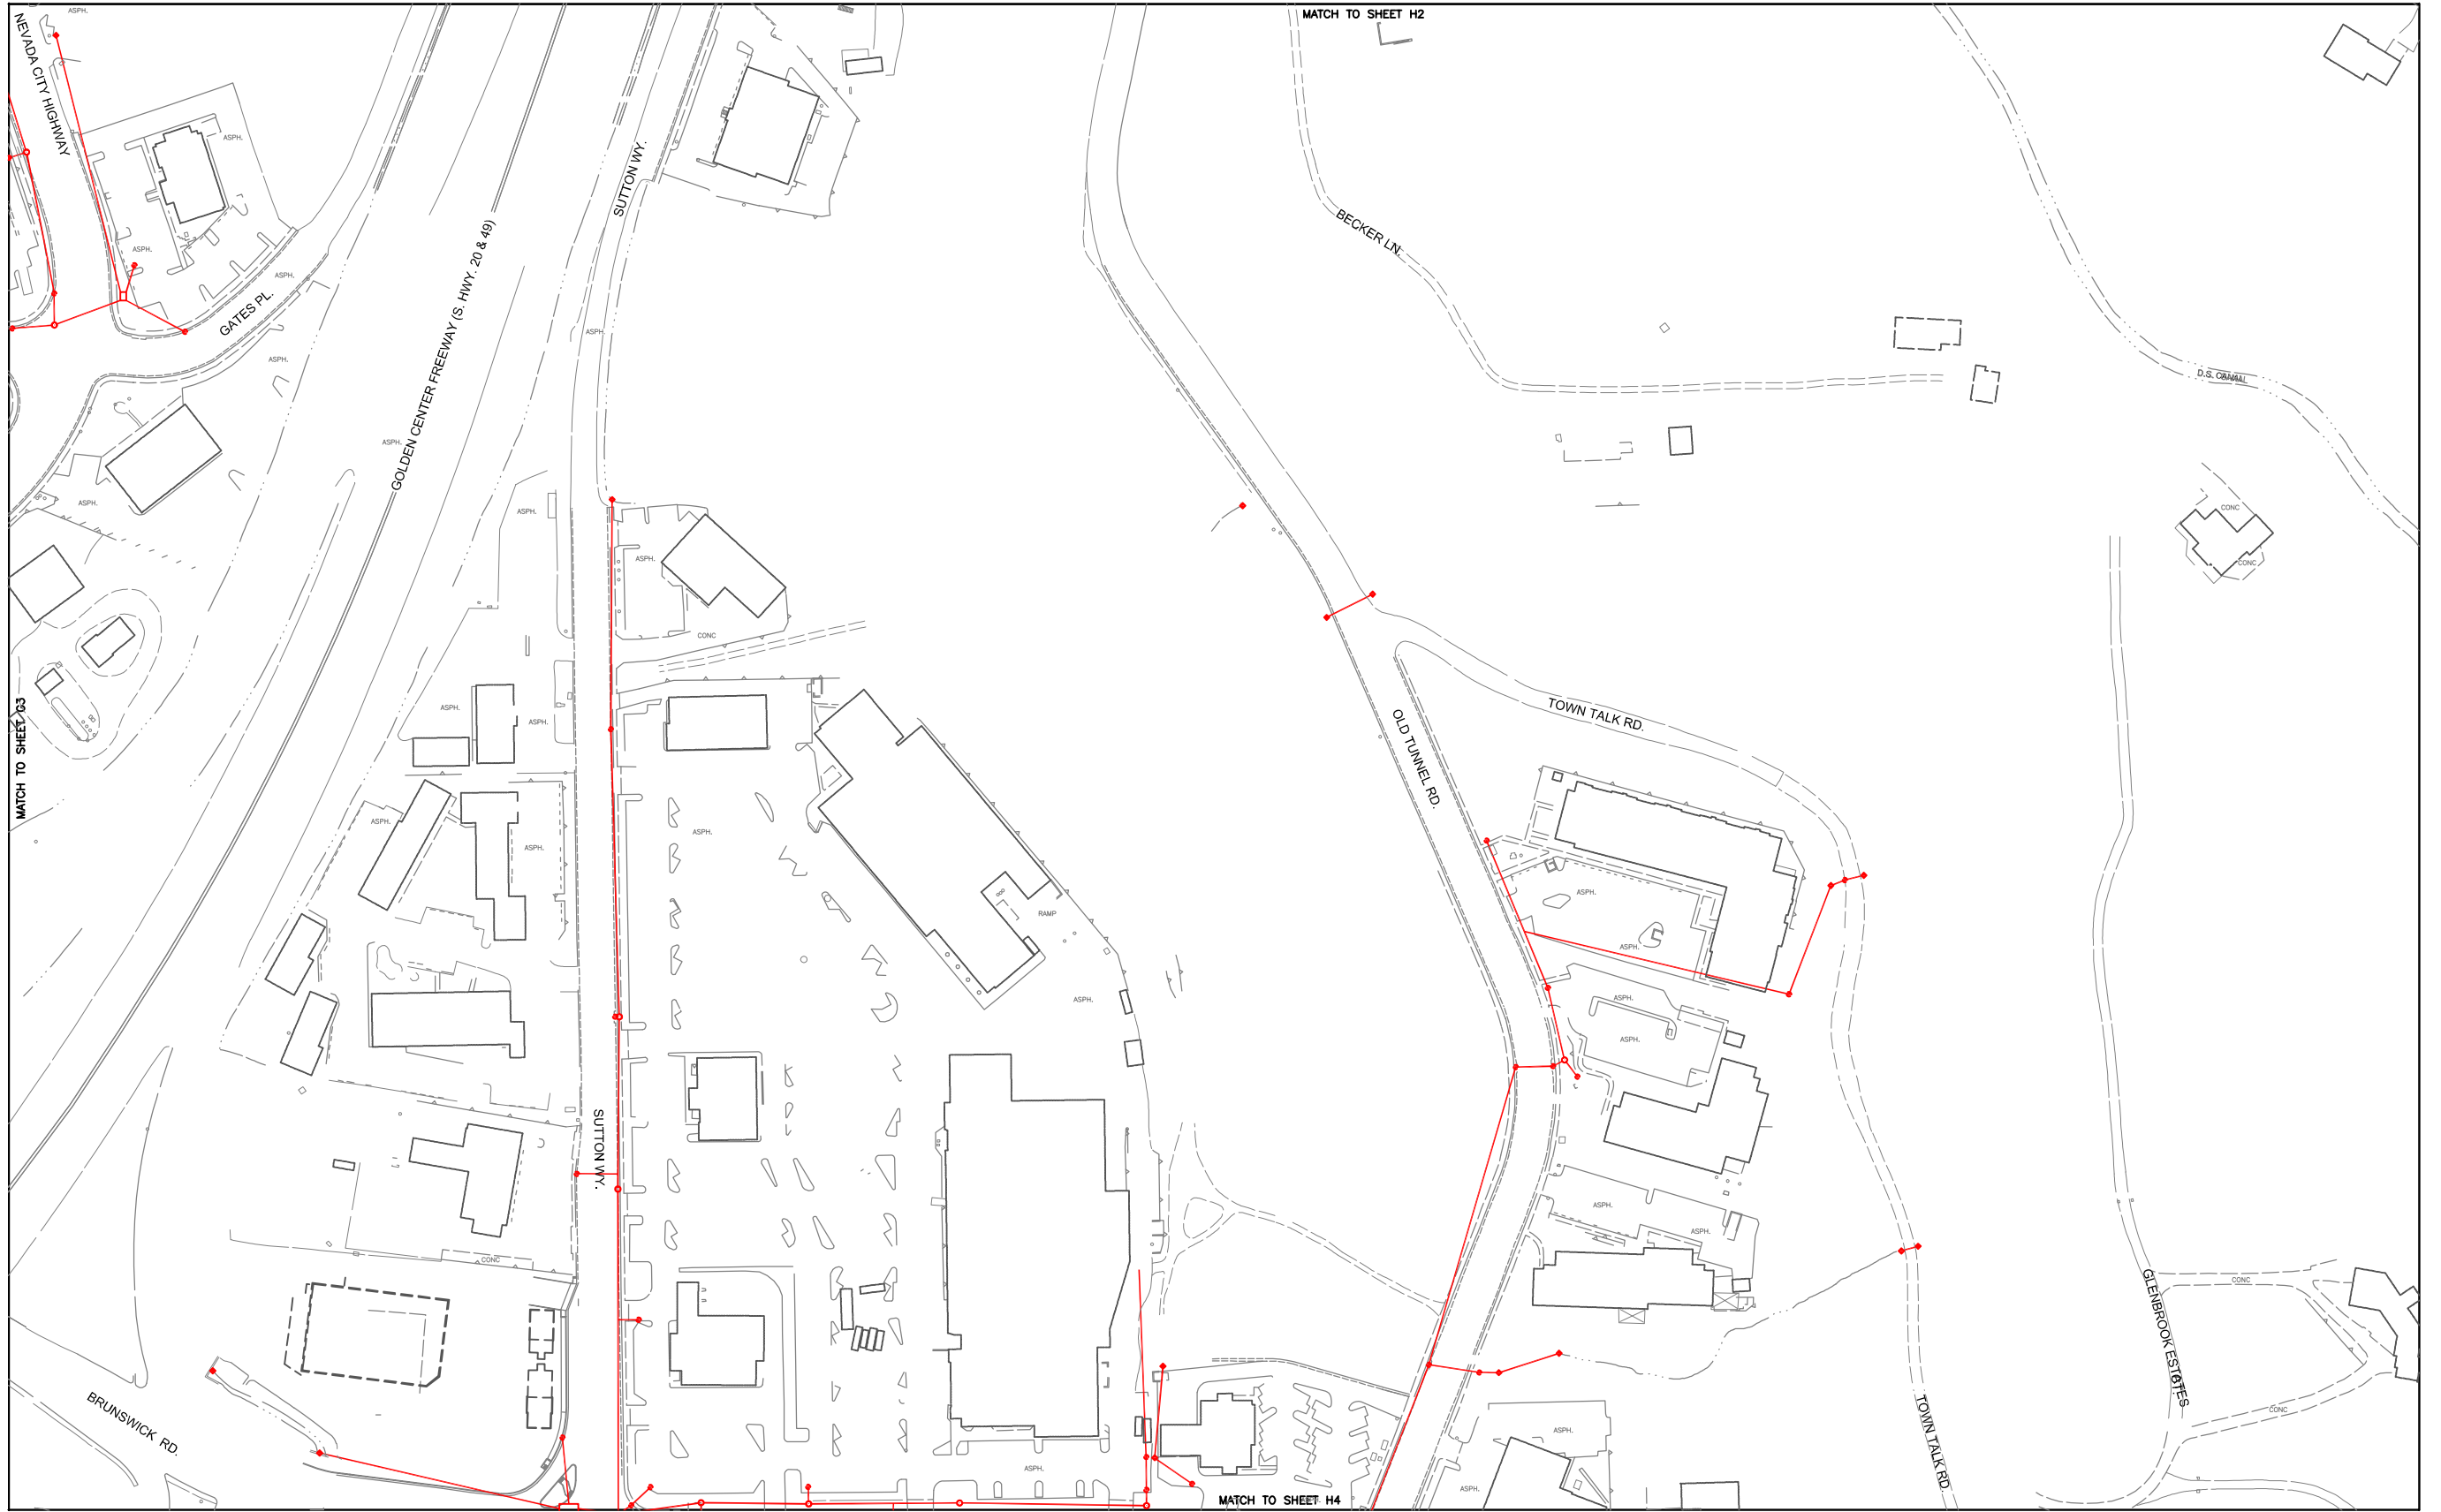 MATCH TO SHEET H2
ASPH.
NEVADA CITY HIGHWAY
ASPH.
SUTTON WY.
BECKER LN.
ASPH.
ASPH.
GATES PL.
GOLDEN CENTER FREEWAY (S. HWY. 20 & 49)
ASPH.
ASPH.
D.S. CANAL
ASPH.
ASPH.
ASPH.
CONC
ASPH.
CONC
CONC
MATCH TO SHEET G3
ASPH.
ASPH.
TOWN TALK RD.
OLD TUNNEL RD.
ASPH.
ASPH.
ASPH.
ASPH.
RAMP
ASPH.
ASPH.
ASPH.
ASPH.
SUTTON WY.
ASPH.
ASPH.
CONC
CONC
GLENBROOK ESTATES
BRUNSWICK RD.
CONC
TOWN TALK RD.
ASPH.
ASPH.
ASPH.
MATCH TO SHEET H4